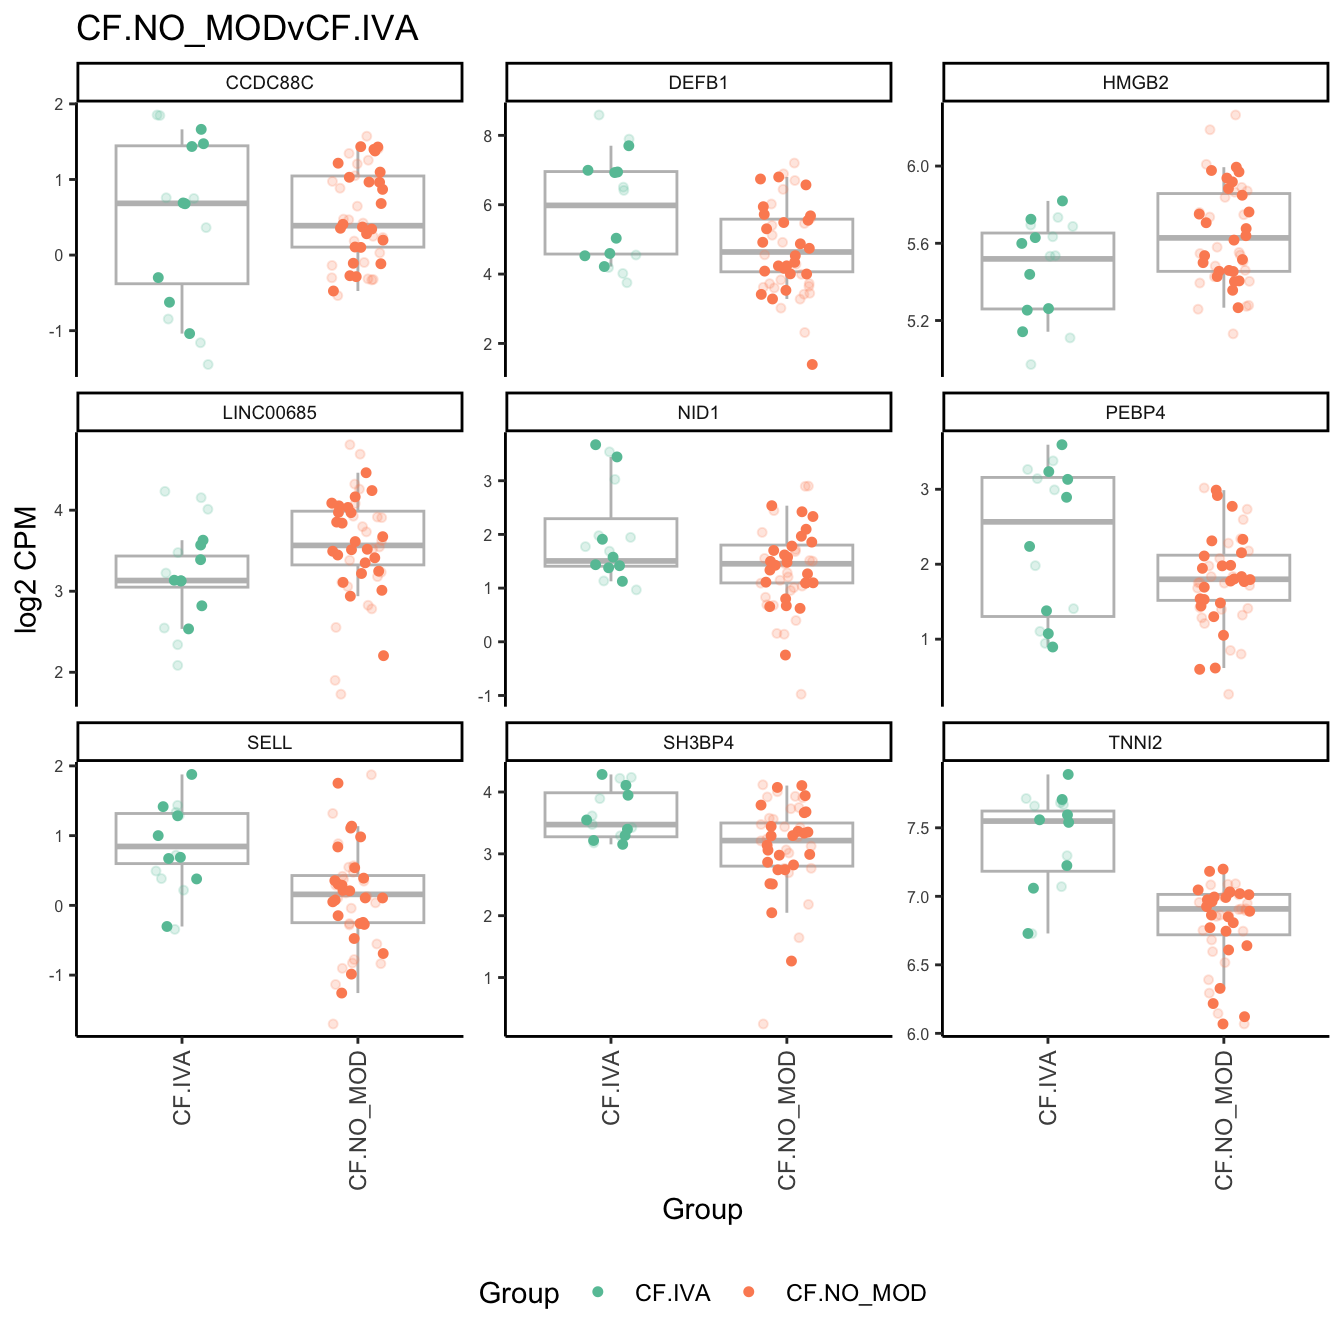 CF.NO_MODvCF.IVA
CCDC88C
DEFB1
HMGB2
2
1
0
-1
8
6
4
2
6.0
5.6
5.2
LINC00685
NID1
PEBP4
4
3
2
3
2
1
0
-1
3
2
1
log2 CPM
SELL
SH3BP4
TNNI2
2
1
0
-1
4
3
2
1
7.5
7.0
6.5
6.0
CF.IVA
CF.NO_MOD
CF.IVA
CF.NO_MOD
CF.IVA
CF.NO_MOD
Group
Group CF.IVA CF.NO_MOD